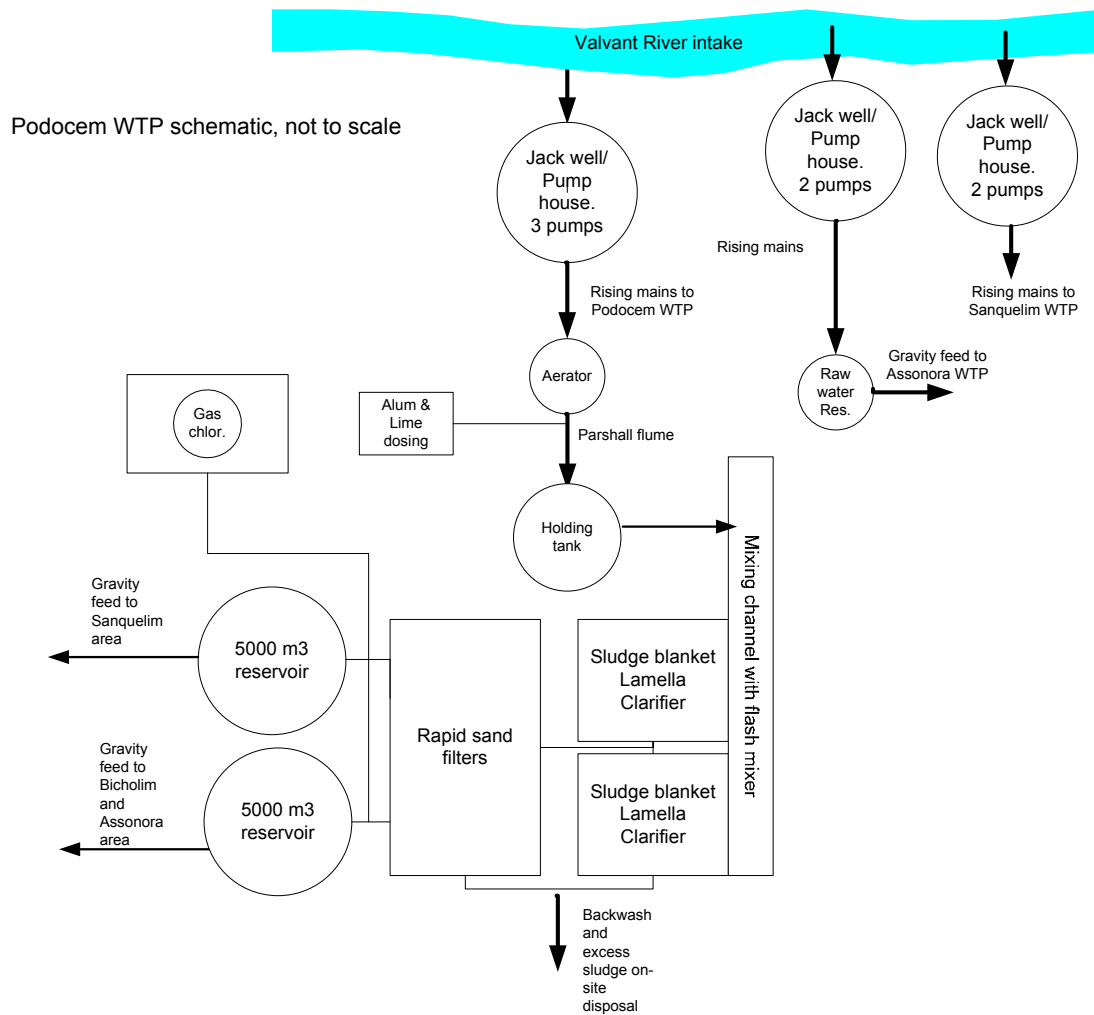 Valvant River intake
Podocem WTP schematic, not to scale
Jack well/
Pump
house.
3 pumps
Jack well/
Pump
house.
2 pumps
Jack well/
Pump
house.
2 pumps
Rising mains
Rising mains to
Podocem WTP
Rising mains to
Sanquelim WTP
Aerator
Raw
water
Res.
Gravity feed to
Assonora WTP
Gas
chlor.
Alum &
Lime
dosing
Parshall flume
Holding
tank
Mixing channel with flash mixer
Gravity
feed to
Sanquelim
area
5000 m3
reservoir
Rapid sand
filters
Sludge blanket
Lamella
Clarifier
Gravity
feed to
Bicholim
and
Assonora
area
5000 m3
reservoir
Sludge blanket
Lamella
Clarifier
Backwash
and
excess
sludge on-
site
disposal